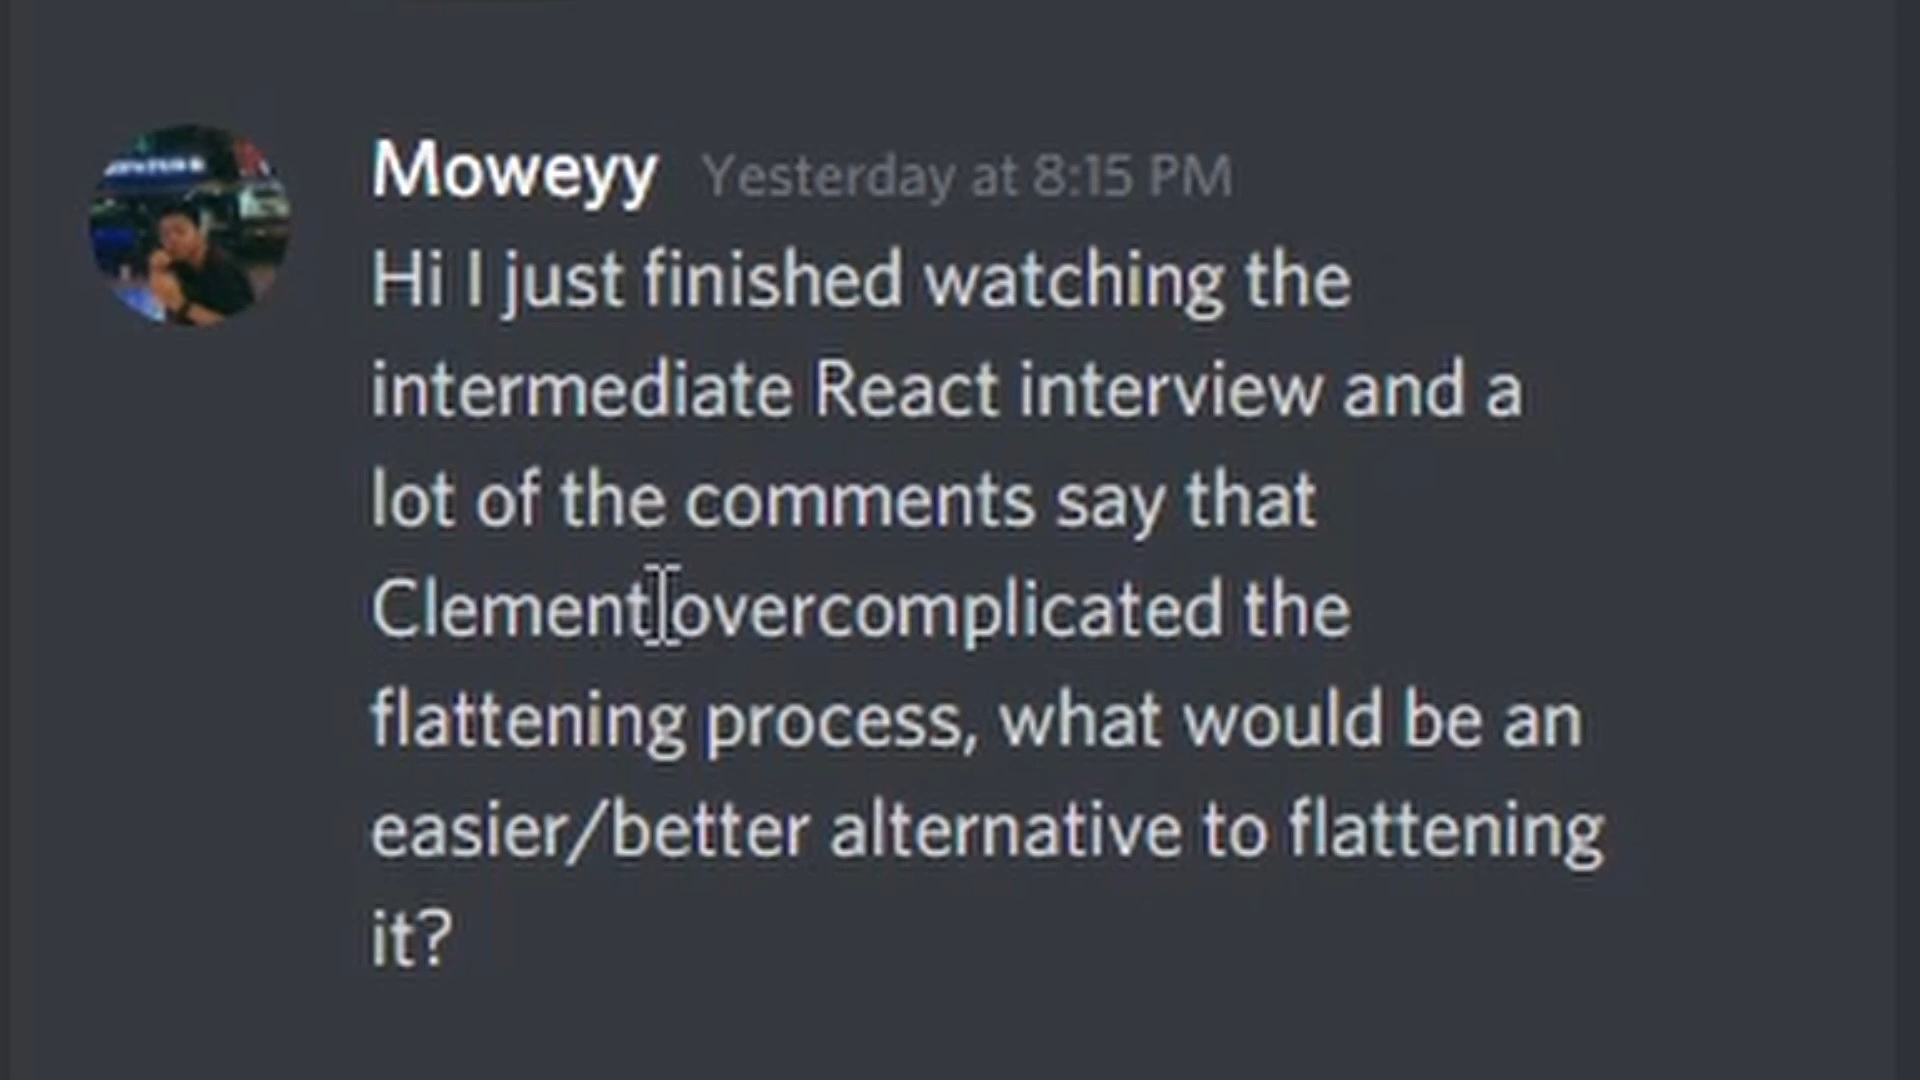 Moweyy Yesterday at 8:15 PM
Hi I just finished watching the
intermediate React interview and a
lot of the comments say that
Clement overcomplicated the
flattening process, what would be an
easier/better alternative to flattening
it?